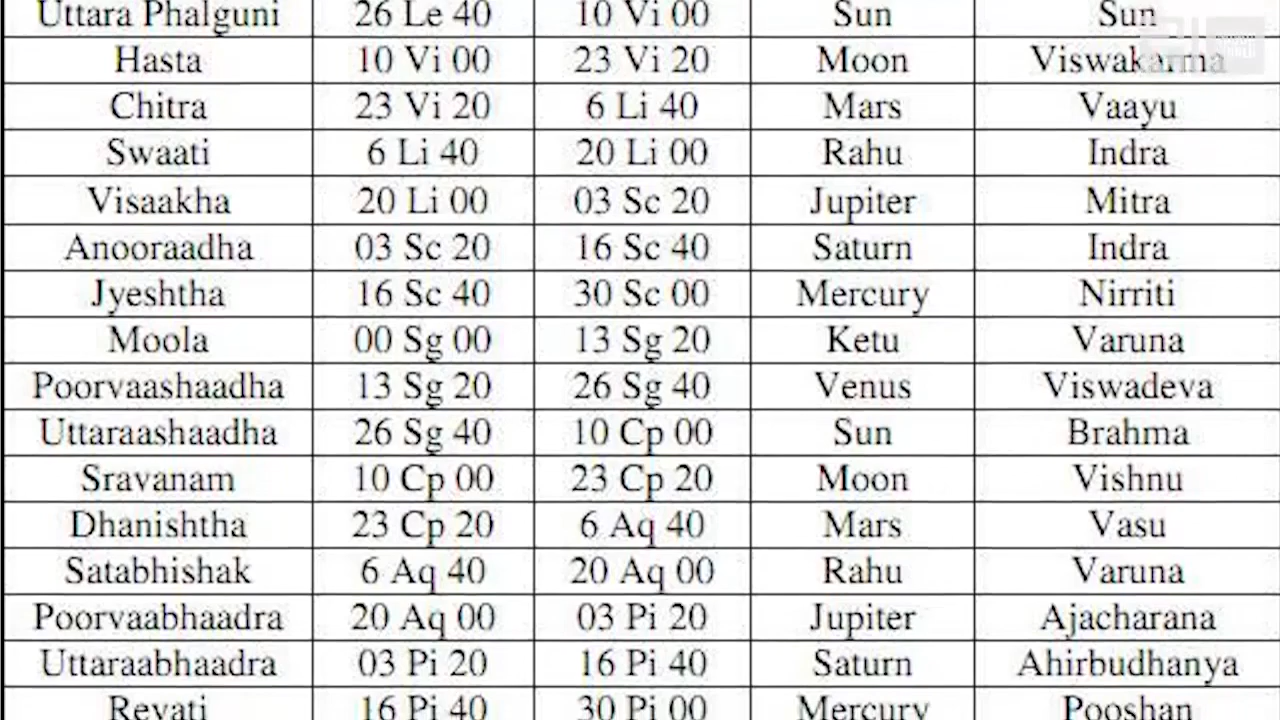 Uttara Phalguni 26 Le 40 10 Vi 00 Sun Sun
Hasta 10 Vi 00 23 Vi 20 Moon Viswakarma
Chitra 23 Vi 20 6 Li 40 Mars Vaayu
Swaati 6 Li 40 20 Li 00 Rahu Indra
Visaakha 20 Li 00 03 Sc 20 Jupiter Mitra
Anooraadha 03 Sc 20 16 Sc 40 Saturn Indra
Jyeshtha 16 Sc 40 30 Sc 00 Mercury Nirriti
Moola 00 Sg 00 13 Sg 20 Ketu Varuna
Poorvaashaadha 13 Sg 20 26 Sg 40 Venus Viswadeva
Uttaraashaadha 26 Sg 40 10 Cp 00 Sun Brahma
Sravanam 10 Cp 00 23 Cp 20 Moon Vishnu
Dhanishtha 23 Cp 20 6 Aq 40 Mars Vasu
Satabhishak 6 Aq 40 20 Aq 00 Rahu Varuna
Poorvaabhaadra 20 Aq 00 03 Pi 20 Jupiter Ajacharana
Uttaraabhaadra 03 Pi 20 16 Pi 40 Saturn Ahirbudhanya
Revati 16 Pi 40 30 Pi 00 Mercury Pooshan